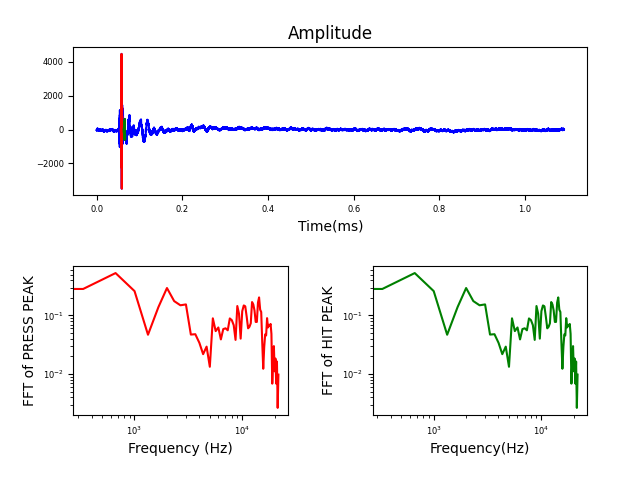 Amplitude
4000
2000
0
−2000
0.0 0.2 0.4 0.6 0.8 1.0
Time(ms)
FFT of PRESS PEAK
10⁻¹
10⁻²
10³ 10⁴
Frequency (Hz)
FFT of HIT PEAK
10⁻¹
10⁻²
10³ 10⁴
Frequency(Hz)